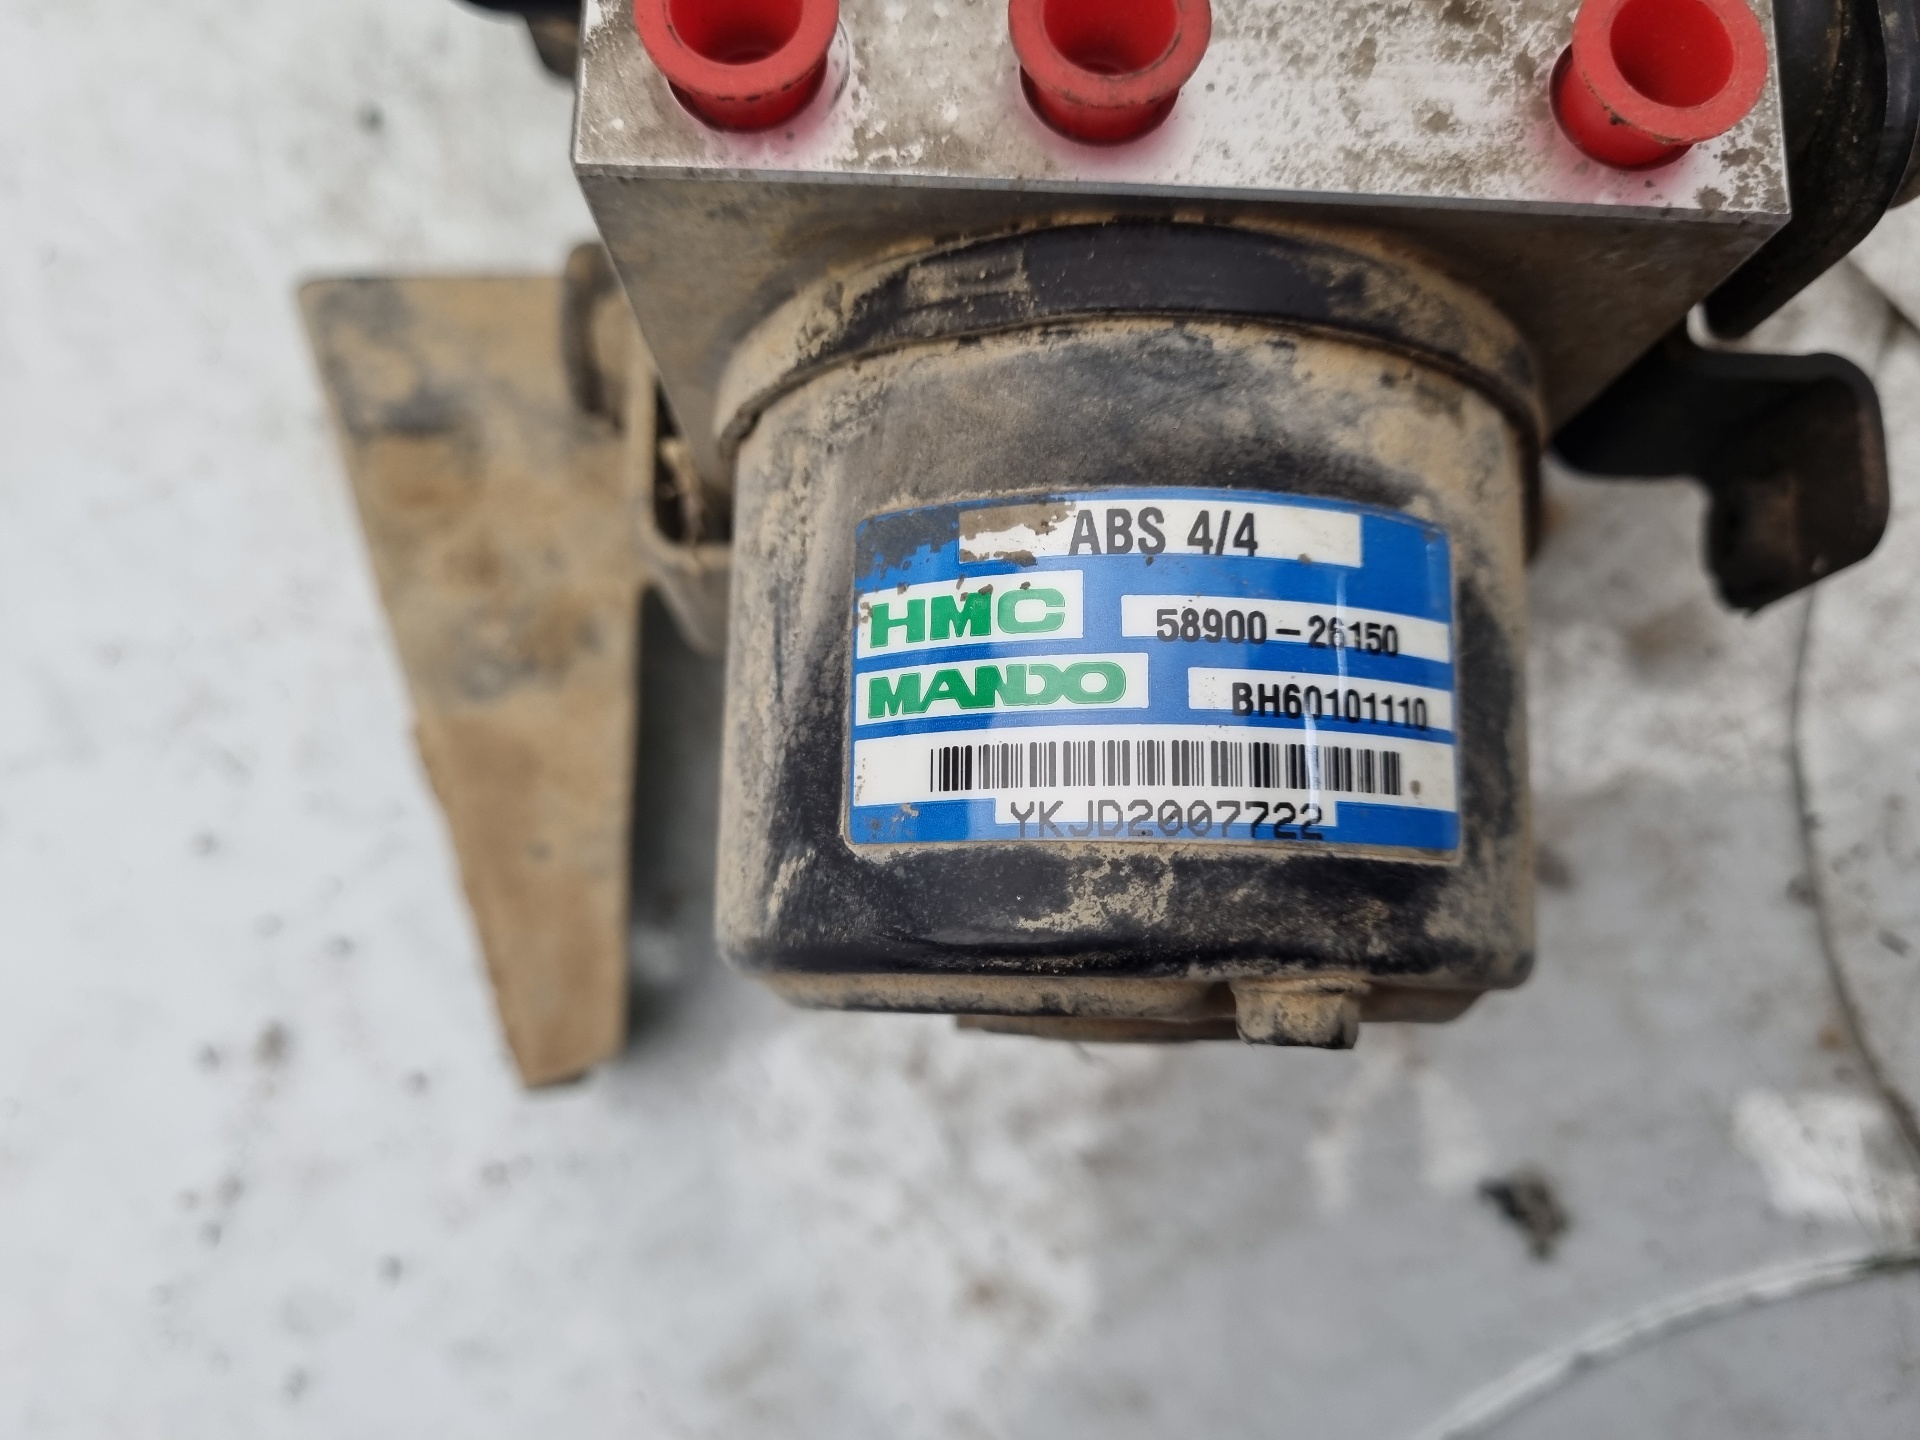 ABS 4/4
HMC 58900-26150
MANDO BH60101110
YKJD2007722